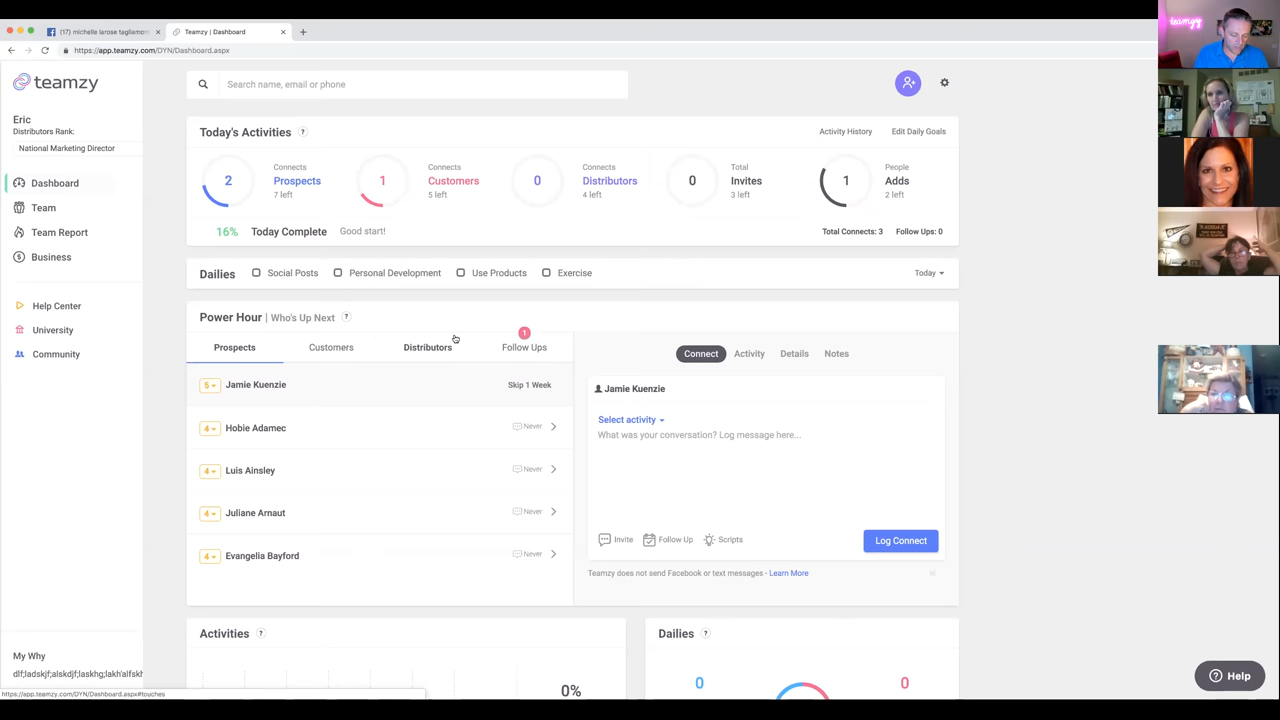 (17) michelle larose tagliamon
Teamzy | Dashboard
https://app.teamzy.com/DYN/Dashboard.aspx
teamzy
teamzy
Search name, email or phone
Eric
Distributors Rank:
National Marketing Director
Dashboard
Team
Team Report
Business
Help Center
University
Community
My Why
dlf;ladskjf;alskdjf;laskhg;lakh'alfskh
https://app.teamzy.com/DYN/Dashboard.aspx#touches
Today's Activities ?
Activity History
Edit Daily Goals
2
Connects
Prospects
7 left
1
Connects
Customers
5 left
0
Connects
Distributors
4 left
0
Total
Invites
3 left
1
People
Adds
2 left
16% Today Complete Good start!
Total Connects: 3 Follow Ups: 0
Dailies Social Posts Personal Development Use Products Exercise Today
Power Hour | Who's Up Next ?
1
Prospects Customers Distributors Follow Ups
5 Jamie Kuenzie Skip 1 Week
4 Hobie Adamec Never
4 Luis Ainsley Never
4 Juliane Arnaut Never
4 Evangelia Bayford Never
Connect Activity Details Notes
Jamie Kuenzie
Select activity
What was your conversation? Log message here...
Invite Follow Up Scripts Log Connect
Teamzy does not send Facebook or text messages - Learn More
Activities ?
0%
Dailies ?
0 0
? Help